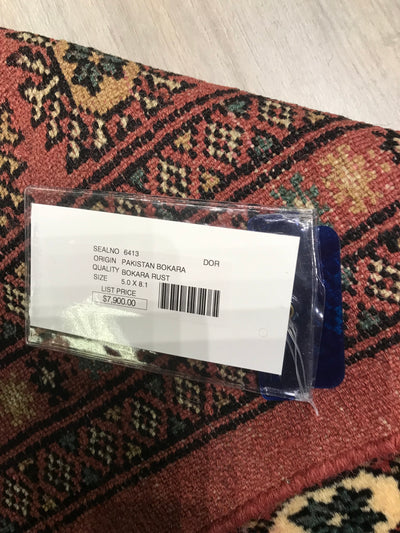 SEALNO 6413
ORIGIN PAKISTAN BOKARA DOR
QUALITY BOKARA RUST
SIZE 5.0 X 8.1
LIST PRICE
$7,900.00